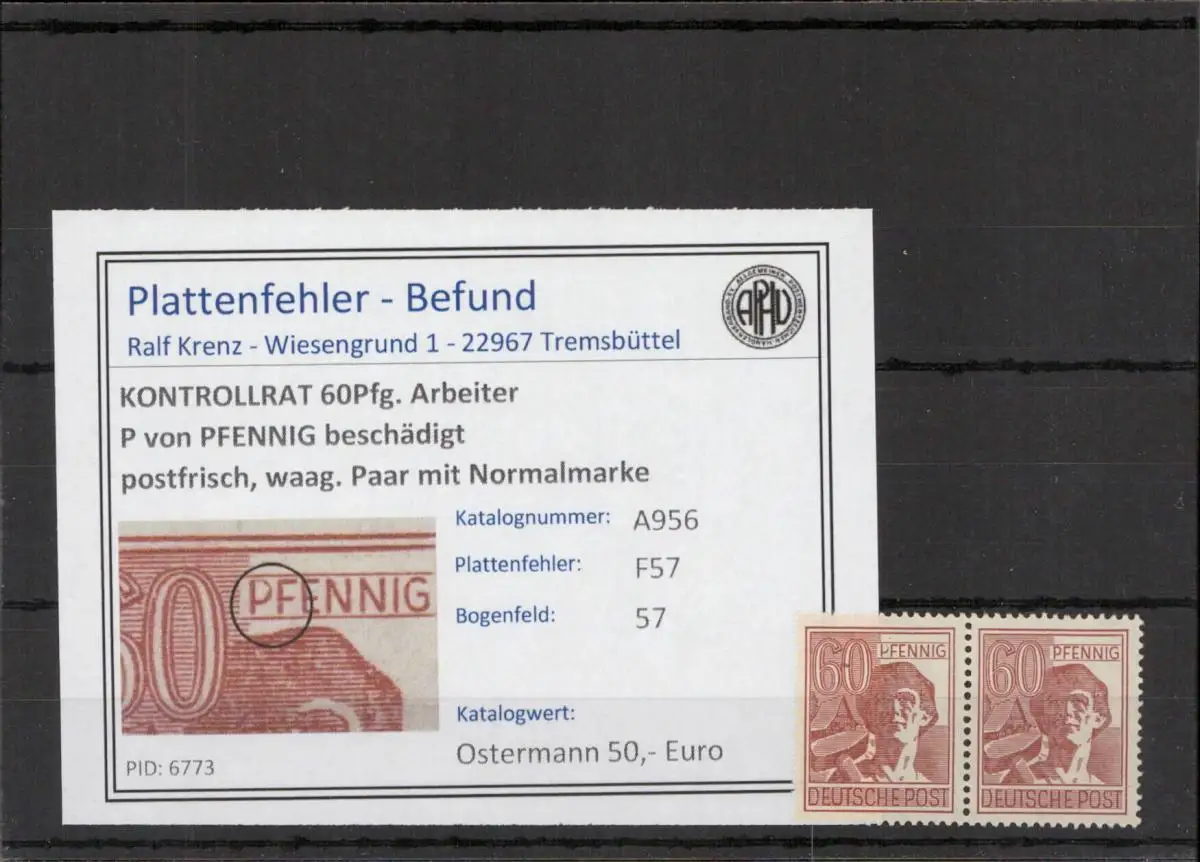 Plattenfehler - Befund
Ralf Krenz - Wiesengrund 1 - 22967 Tremsbüttel
APHV
KONTROLLRAT 60Pfg. Arbeiter
P von PFENNIG beschädigt
postfrisch, waag. Paar mit Normalmarke
60 PFENNIG
Katalognummer: A956
Plattenfehler: F57
Bogenfeld: 57
Katalogwert:
Ostermann 50,- Euro
PID: 6773
60 PFENNIG
DEUTSCHE POST
60 PFENNIG
DEUTSCHE POST